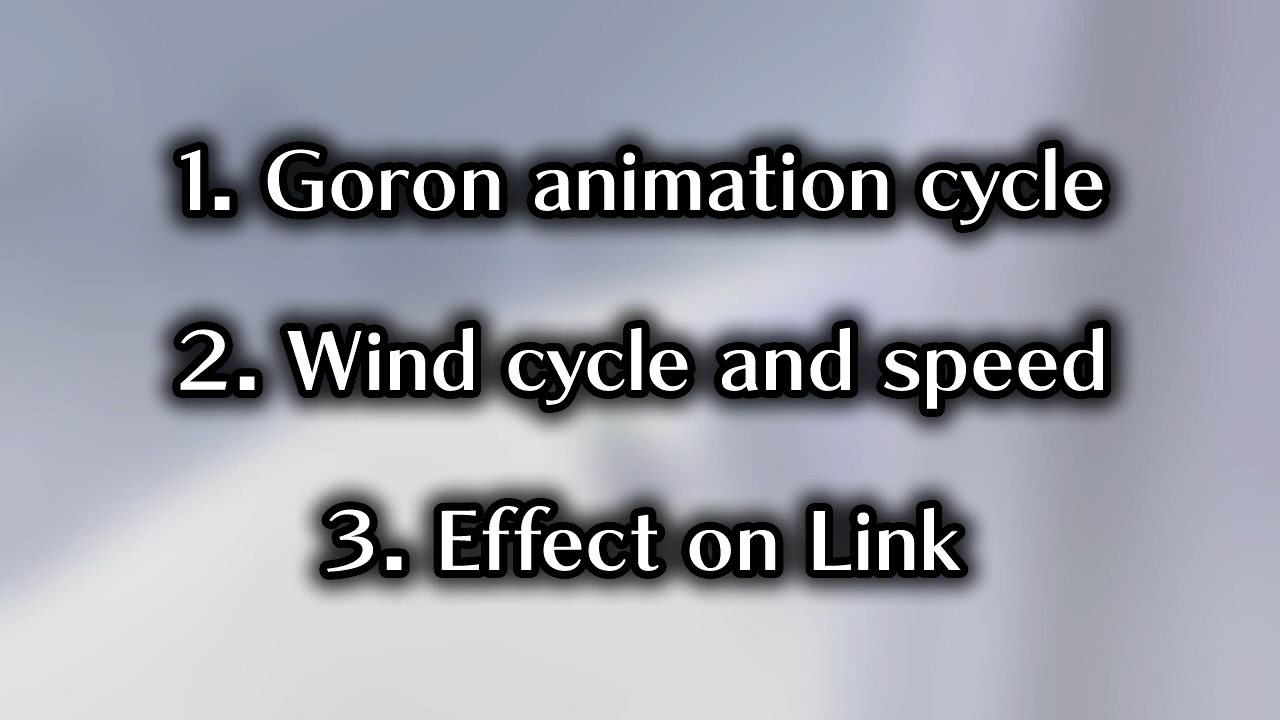 1. Goron animation cycle
2. Wind cycle and speed
3. Effect on Link